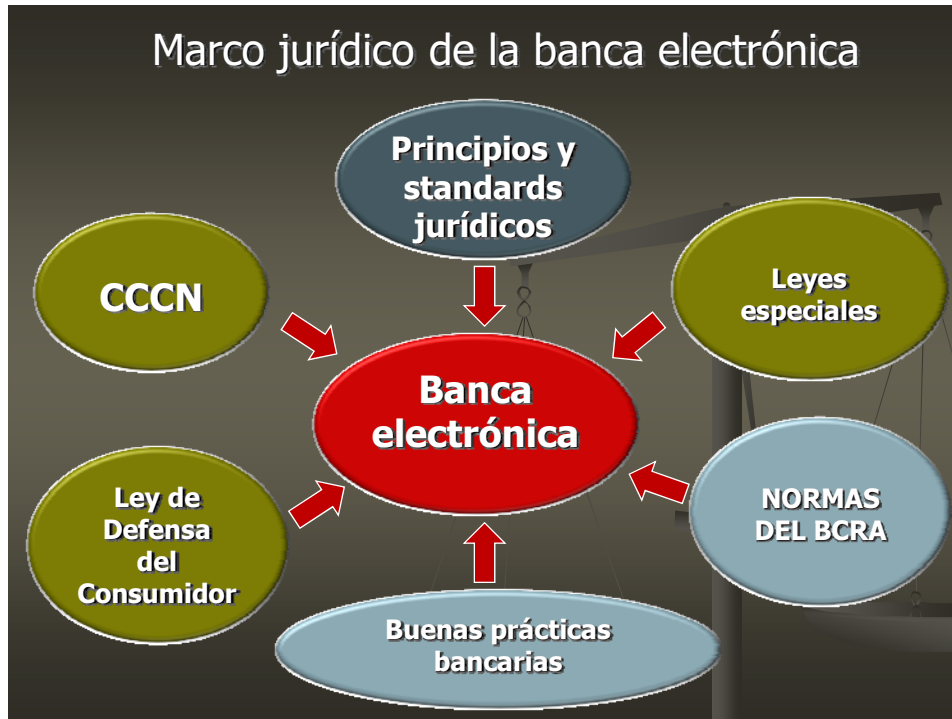 Marco jurídico de la banca electrónica
Principios y
standards
jurídicos
CCCN
Leyes
especiales
Banca
electrónica
Ley de
Defensa
del
Consumidor
NORMAS
DEL BCRA
Buenas prácticas
bancarias